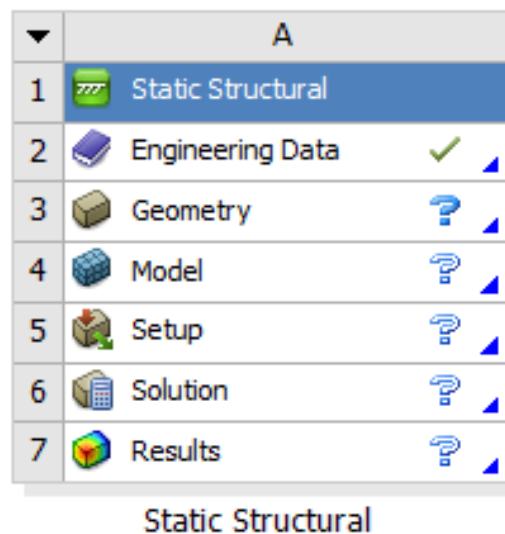 A
1 Static Structural
2 Engineering Data
3 Geometry
4 Model
5 Setup
6 Solution
7 Results
Static Structural